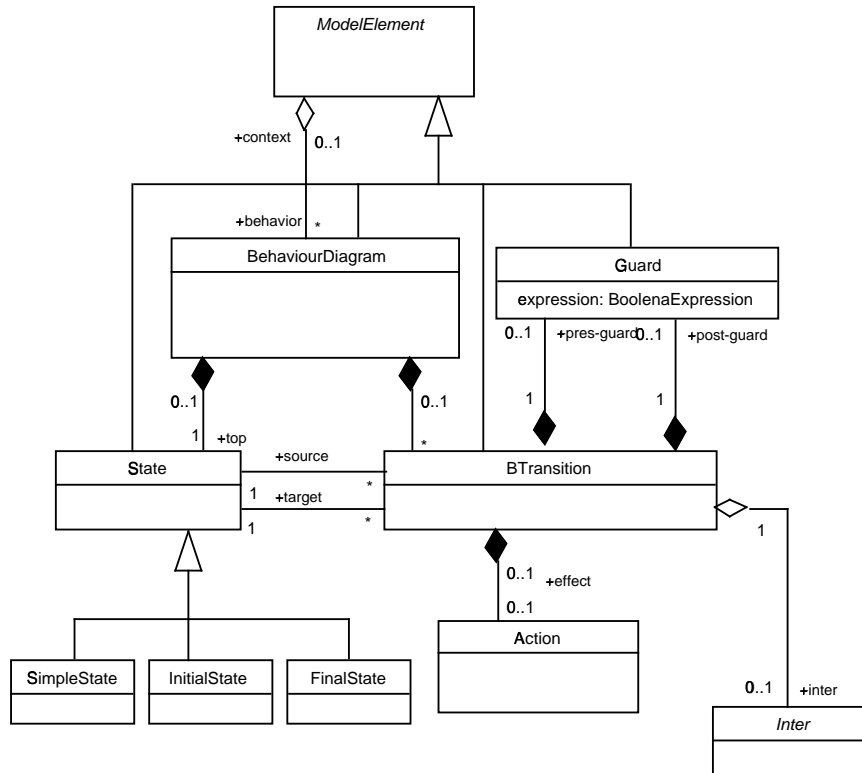 ModelElement
+context
0..1
+behavior
*
BehaviourDiagram
Guard
expression: BoolenaExpression
0..1
+pres-guard
0..1
+post-guard
0..1
0..1
1
1
1
+top
*
State
+source
BTransition
1
*
+target
1
*
1
0..1
+effect
0..1
Action
SimpleState
InitialState
FinalState
0..1
+inter
Inter